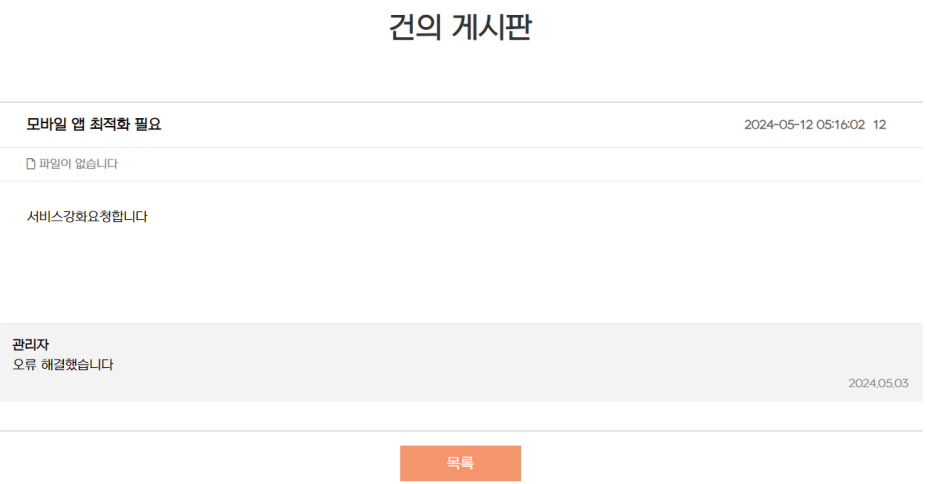 건의 게시판
모바일 앱 최적화 필요 2024-05-12 05:16:02 12
파일이 없습니다
서비스강화요청합니다
관리자
오류 해결했습니다
2024.05.03
목록